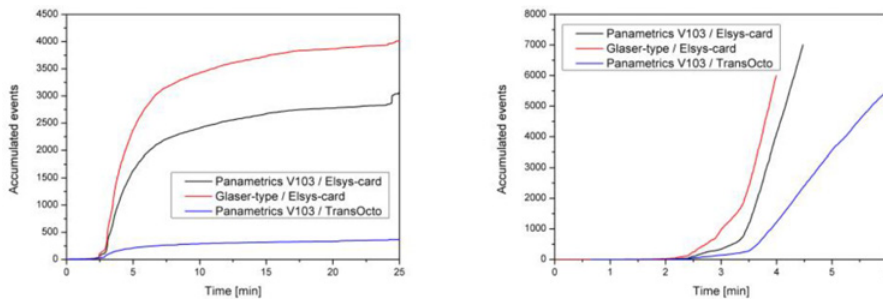 4500
4000
3500
3000
2500
2000
1500
1000
500
0
Accumulated events
Panametrics V103 / Elsys-card
Glaser-type / Elsys-card
Panametrics V103 / TransOcto
0 5 10 15 20 25
Time [min]
8000
7000
6000
5000
4000
3000
2000
1000
0
Accumulated events
Panametrics V103 / Elsys-card
Glaser-type / Elsys-card
Panametrics V103 / TransOcto
0 1 2 3 4 5
Time [min]